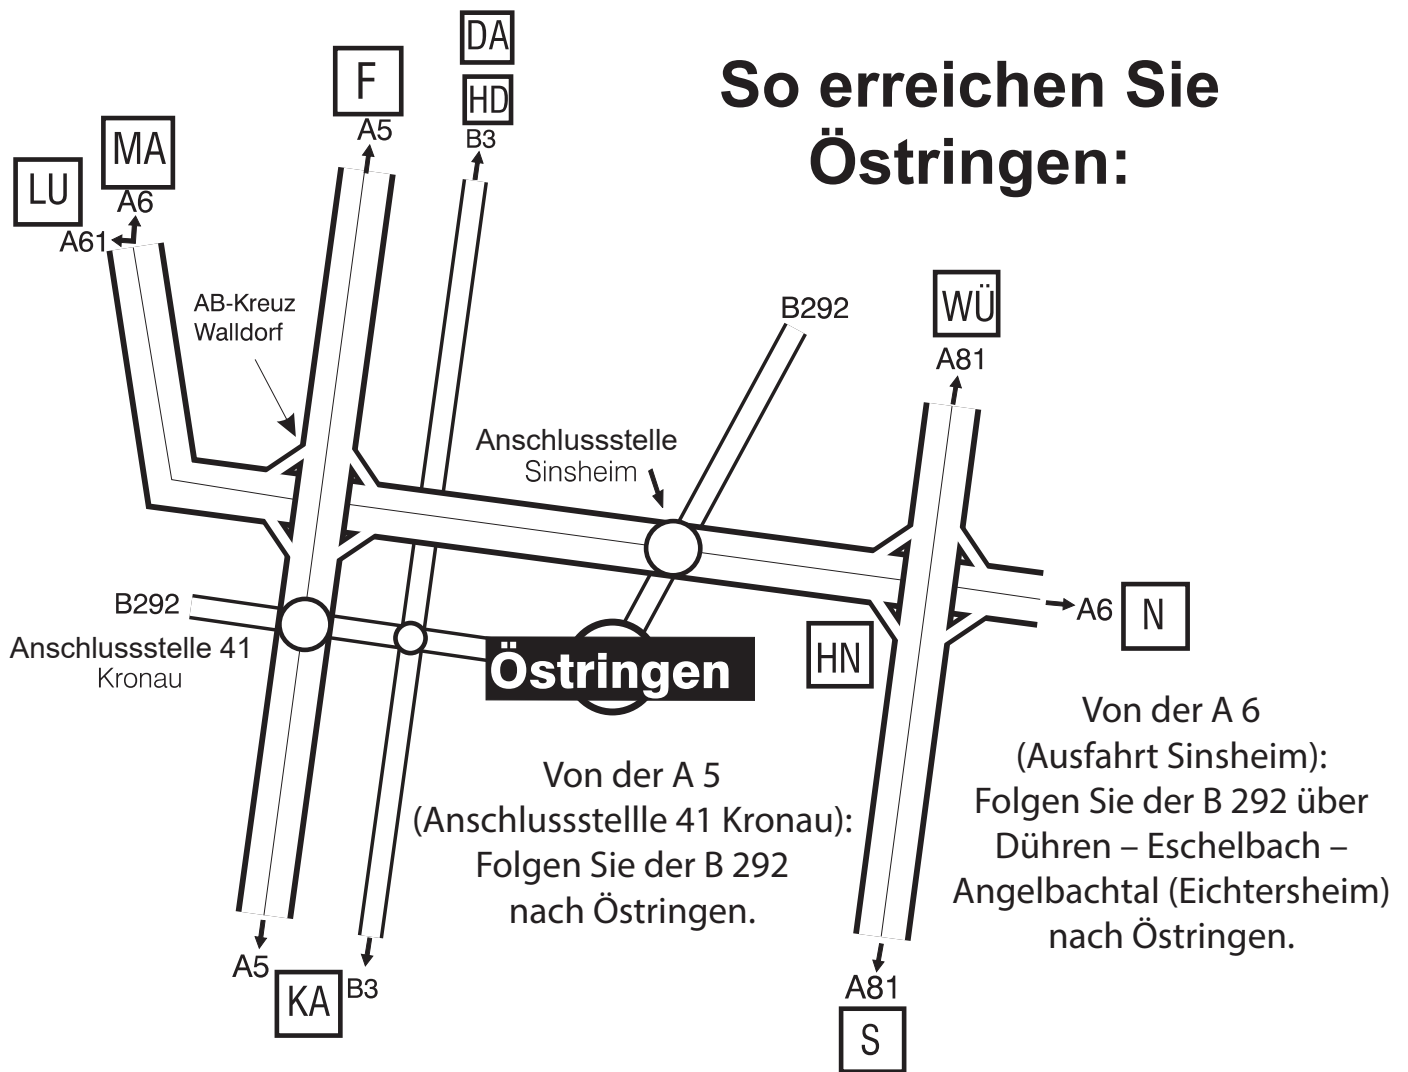 So erreichen Sie
Östringen:
DA
HD
B3
F
A5
MA
A6
LU
A61
AB-Kreuz
Walldorf
B292
WÜ
A81
Anschlussstelle
Sinsheim
B292
Anschlussstelle 41
Kronau
Östringen
HN
A6
N
Von der A 5
(Anschlussstellle 41 Kronau):
Folgen Sie der B 292
nach Östringen.
Von der A 6
(Ausfahrt Sinsheim):
Folgen Sie der B 292 über
Dühren – Eschelbach –
Angelbachtal (Eichtersheim)
nach Östringen.
A5
KA
B3
A81
S